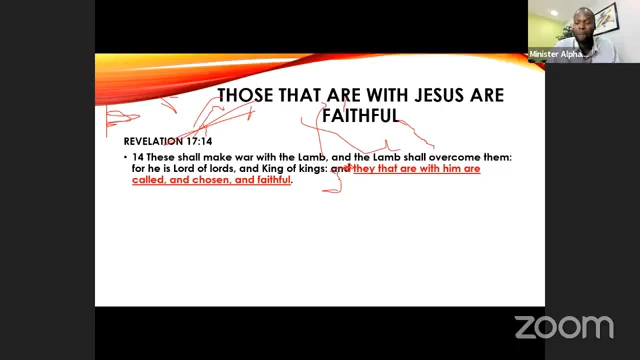 Minister Alpha
THOSE THAT ARE WITH JESUS ARE
FAITHFUL
REVELATION 17:14
• 14 These shall make war with the Lamb, and the Lamb shall overcome them:
for he is Lord of lords, and King of kings: and they that are with him are
called, and chosen, and faithful.
zoom